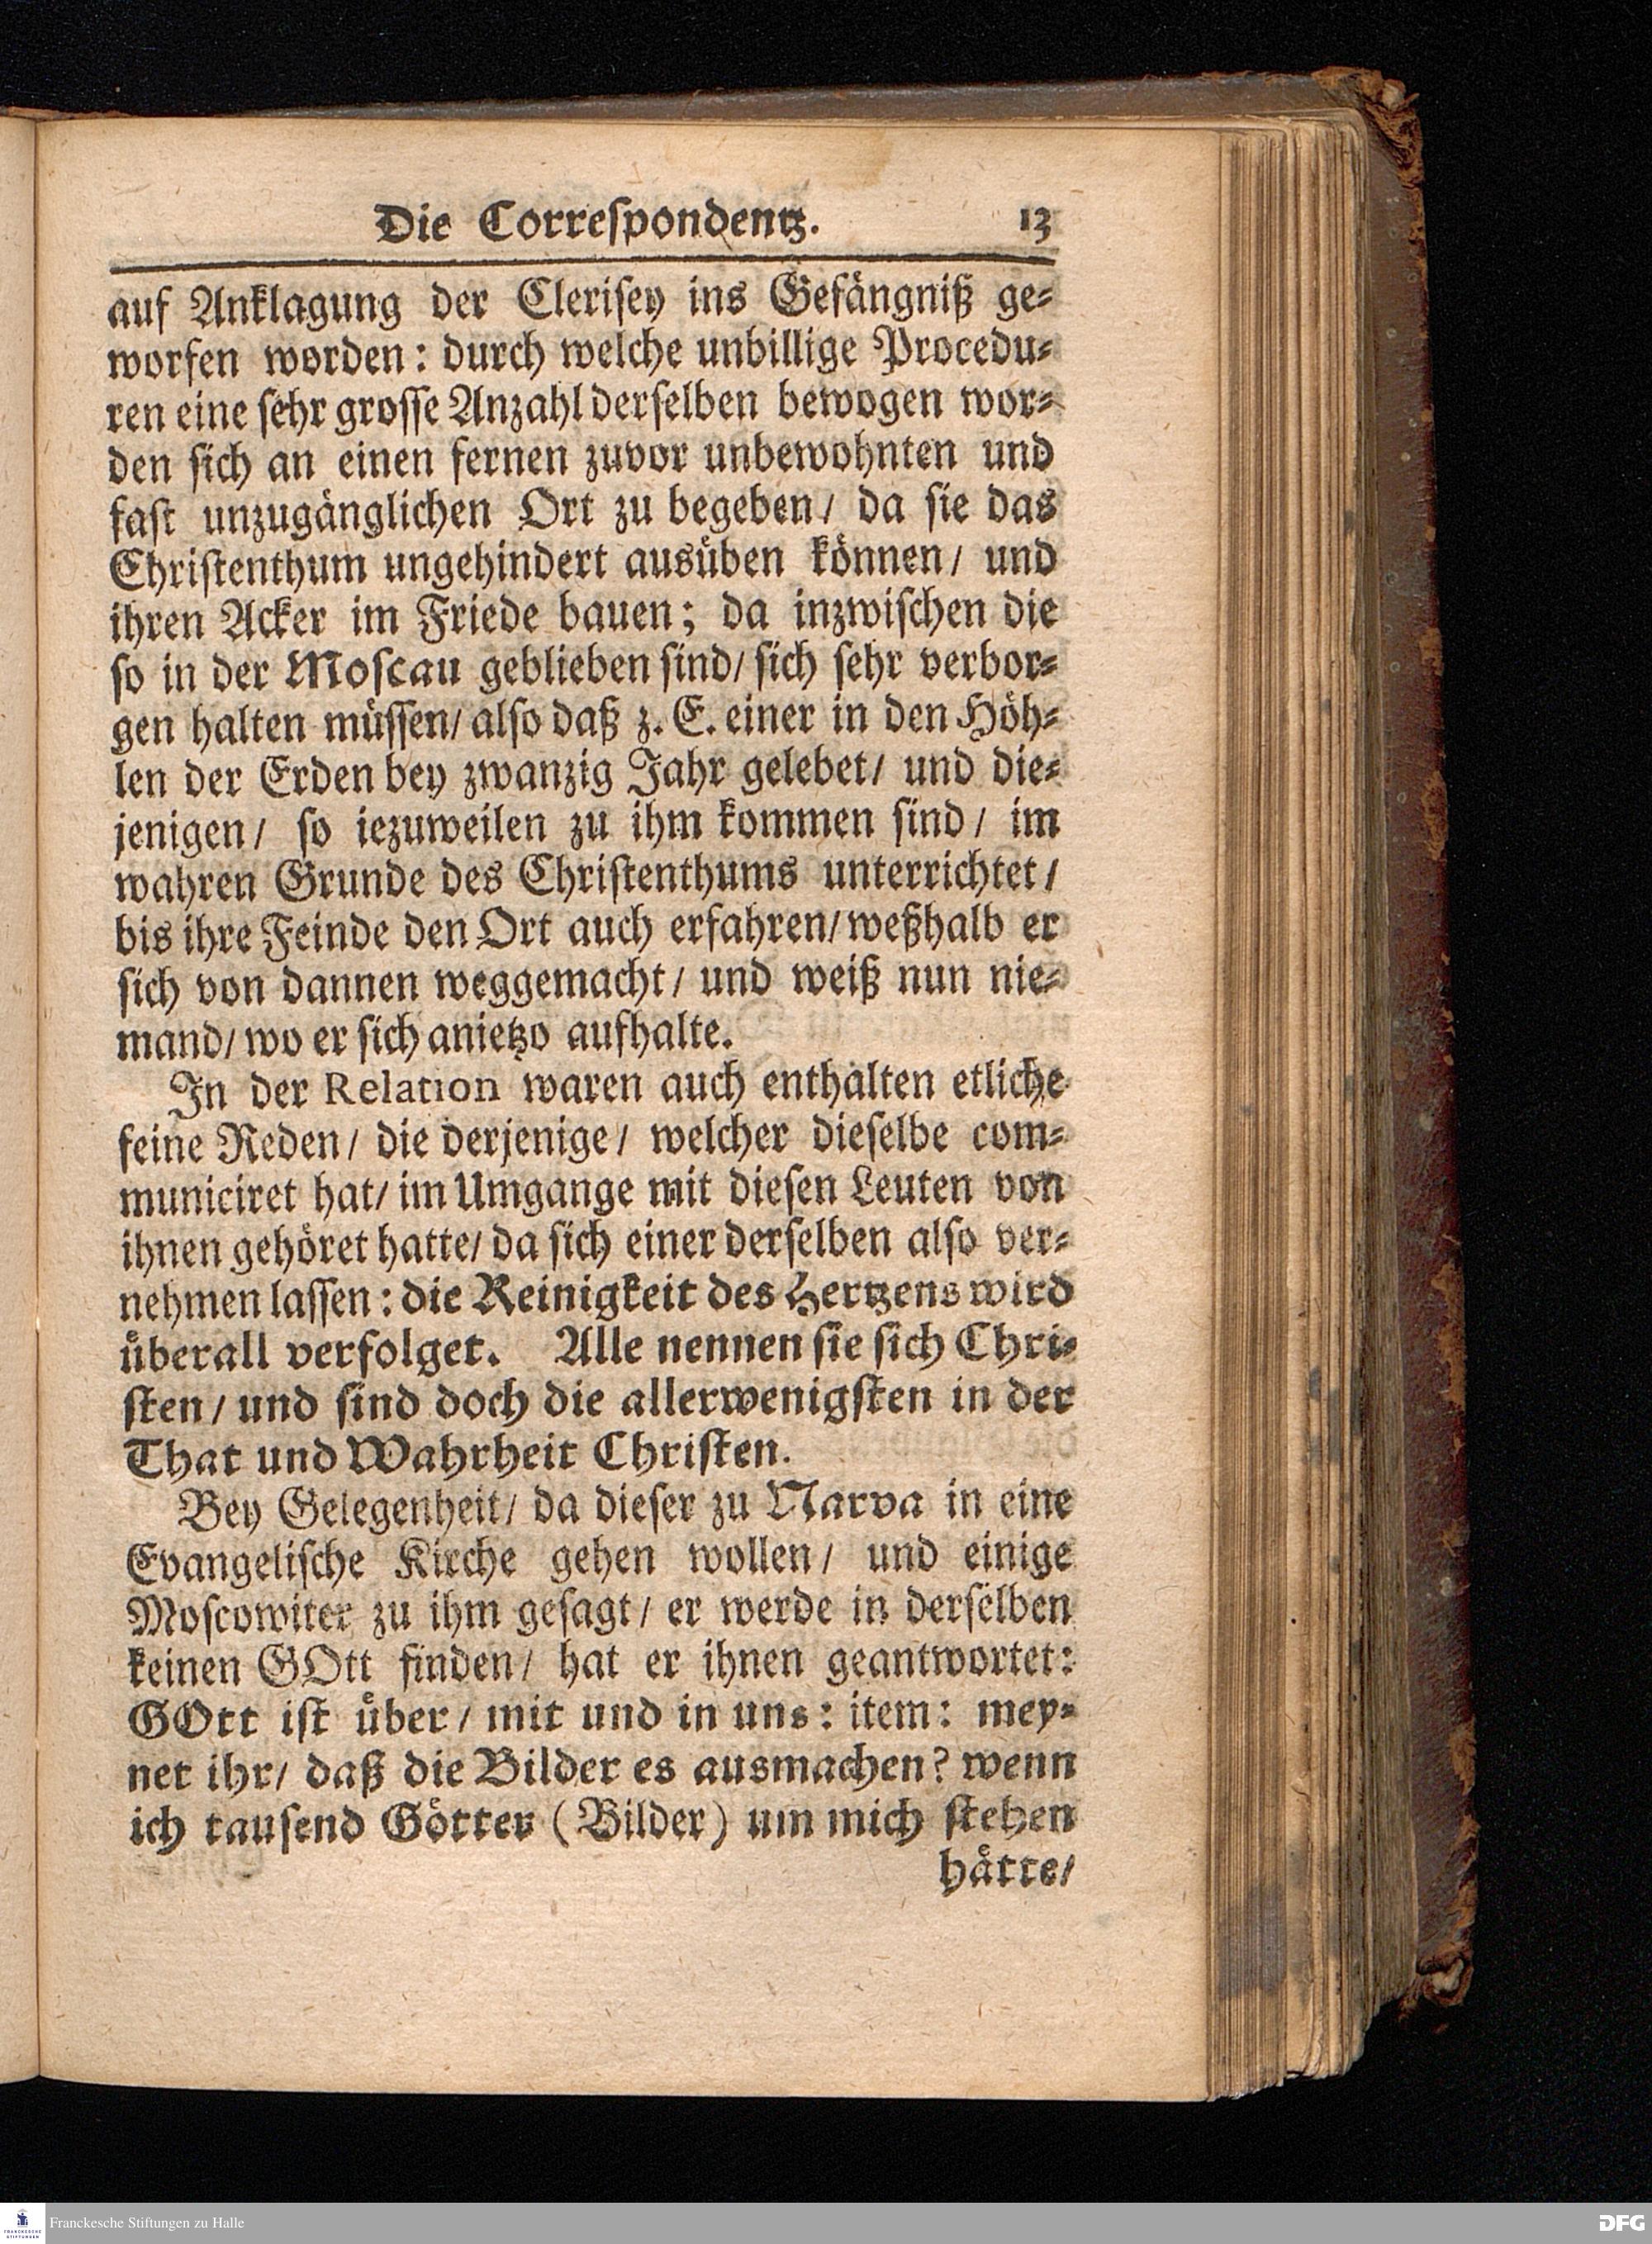 Die Correſpondentz. 13
auf Anklagung der Cleriſey ins Gefängniß ge⸗
worfen worden: durch welche unbillige Procedu⸗
ren eine ſehr groſſe Anzahl derſelben bewogen wor⸗
den ſich an einen fernen zuvor unbewohnten und
faſt unzugänglichen Ort zu begeben/ da ſie das
Chriſtenthum ungehindert ausüben können/ und
ihren Acker im Friede bauen; da inzwiſchen die
ſo in der Moſcau geblieben ſind/ ſich ſehr verbor⸗
gen halten müſſen/ alſo daß z. E. einer in den Höh⸗
len der Erden bey zwanzig Jahr gelebet/ und die⸗
jenigen/ ſo iezuweilen zu ihm kommen ſind/ im
wahren Grunde des Chriſtenthums unterrichtet/
bis ihre Feinde den Ort auch erfahren/ weßhalb er
ſich von dannen weggemacht/ und weiß nun nie⸗
mand/ wo er ſich anietzo aufhalte.
In der Relation waren auch enthalten etliche
feine Reden/ die derjenige/ welcher dieſelbe com⸗
municiret hat/ im Umgange mit dieſen Leuten von
ihnen gehöret hatte/ da ſich einer derſelben alſo ver⸗
nehmen laſſen: die Reinigkeit des Hertzens wird
überall verfolget. Alle nennen ſie ſich Chri⸗
ſten/ und ſind doch die allerwenigſten in der
That und Wahrheit Chriſten.
Bey Gelegenheit/ da dieſer zu Narva in eine
Evangeliſche Kirche gehen wollen/ und einige
Moſcowiter zu ihm geſagt/ er werde in derſelben
keinen GOtt finden/ hat er ihnen geantwortet:
GOtt iſt über/ mit und in uns: item: mey⸗
net ihr/ daß die Bilder es ausmachen? wenn
ich tauſend Götter (Bilder) um mich ſtehen
hätte/
FRANCKESCHE
STIFTUNGEN
Franckesche Stiftungen zu Halle
DFG